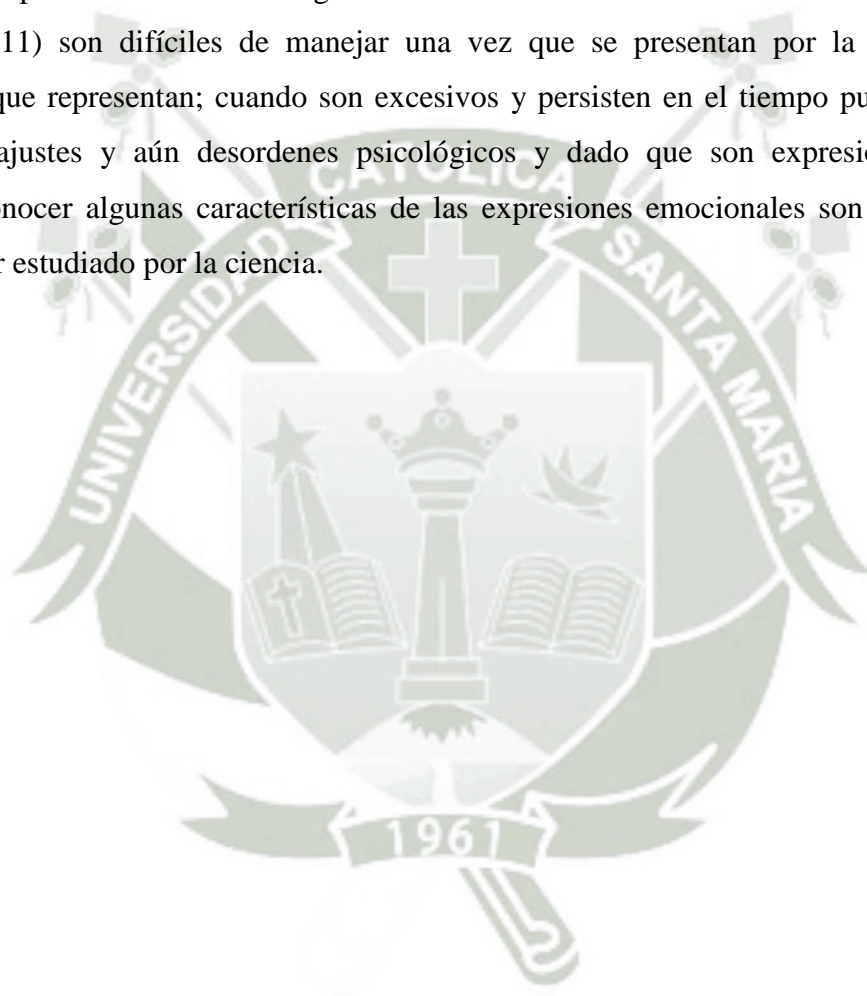 11) son difíciles de manejar una vez que se presentan por la
que representan; cuando son excesivos y persisten en el tiempo
ajustes y aún desordenes psicológicos y dado que son
nocer algunas características de las expresiones emocionales son
estudiado por la ciencia.
UNIVERSIDAD CATOLICA SANTA MARIA
1961